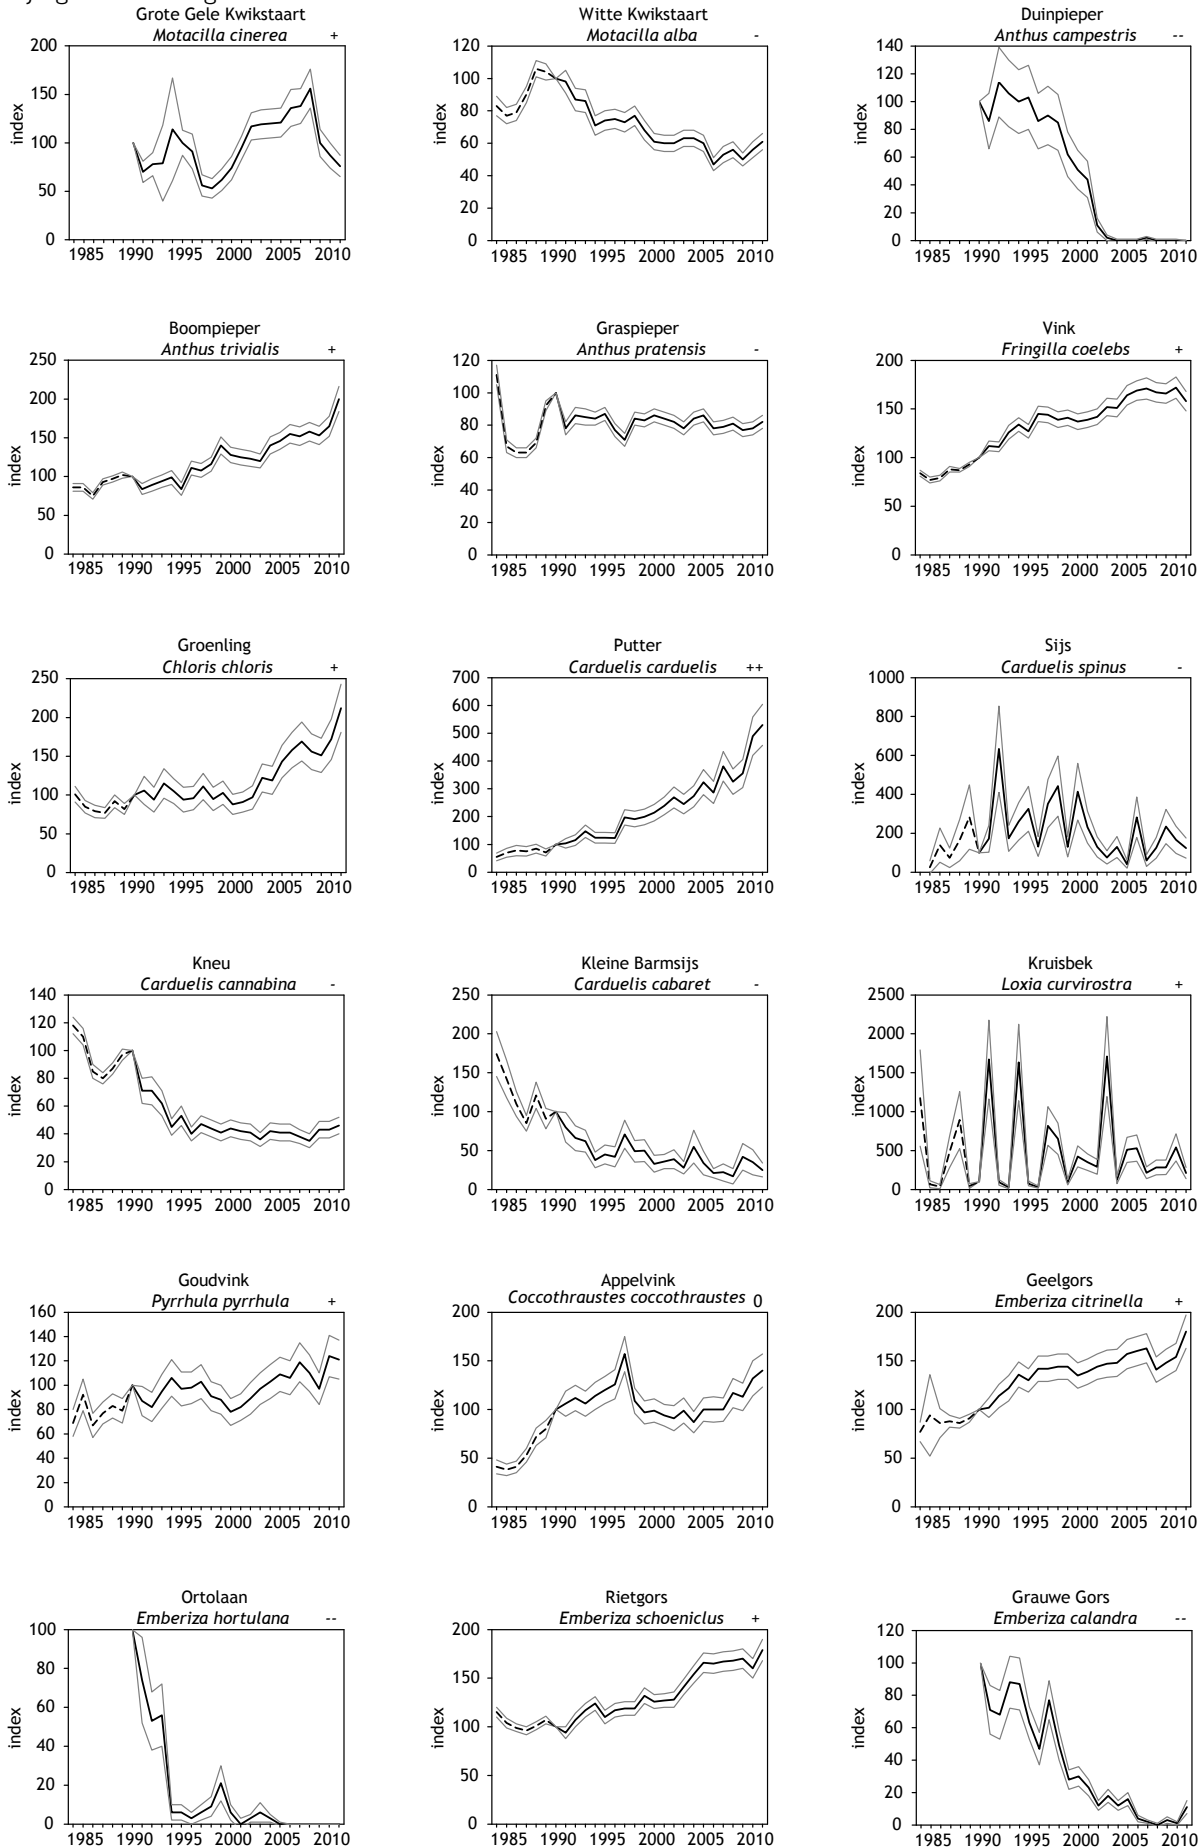 Grote Gele Kwikstaart
Motacilla cinerea +
200
150
100
50
0
index
1985 1990 1995 2000 2005 2010
Witte Kwikstaart
Motacilla alba -
120
100
80
60
40
20
0
index
1985 1990 1995 2000 2005 2010
Duinpieper
Anthus campestris --
140
120
100
80
60
40
20
0
index
1985 1990 1995 2000 2005 2010
Boompieper
Anthus trivialis +
250
200
150
100
50
0
index
1985 1990 1995 2000 2005 2010
Graspieper
Anthus pratensis -
120
100
80
60
40
20
0
index
1985 1990 1995 2000 2005 2010
Vink
Fringilla coelebs +
200
150
100
50
0
index
1985 1990 1995 2000 2005 2010
Groenling
Chloris chloris +
250
200
150
100
50
0
index
1985 1990 1995 2000 2005 2010
Putter
Carduelis carduelis ++
700
600
500
400
300
200
100
0
index
1985 1990 1995 2000 2005 2010
Sijs
Carduelis spinus -
1000
800
600
400
200
0
index
1985 1990 1995 2000 2005 2010
Kneu
Carduelis cannabina -
140
120
100
80
60
40
20
0
index
1985 1990 1995 2000 2005 2010
Kleine Barmsijs
Carduelis cabaret -
250
200
150
100
50
0
index
1985 1990 1995 2000 2005 2010
Kruisbek
Loxia curvirostra +
2500
2000
1500
1000
500
0
index
1985 1990 1995 2000 2005 2010
Goudvink
Pyrrhula pyrrhula +
160
140
120
100
80
60
40
20
0
index
1985 1990 1995 2000 2005 2010
Appelvink
Coccothraustes coccothraustes 0
200
150
100
50
0
index
1985 1990 1995 2000 2005 2010
Geelgors
Emberiza citrinella +
200
150
100
50
0
index
1985 1990 1995 2000 2005 2010
Ortolaan
Emberiza hortulana --
100
80
60
40
20
0
index
1985 1990 1995 2000 2005 2010
Rietgors
Emberiza schoeniclus +
200
150
100
50
0
index
1985 1990 1995 2000 2005 2010
Grauwe Gors
Emberiza calandra --
120
100
80
60
40
20
0
index
1985 1990 1995 2000 2005 2010